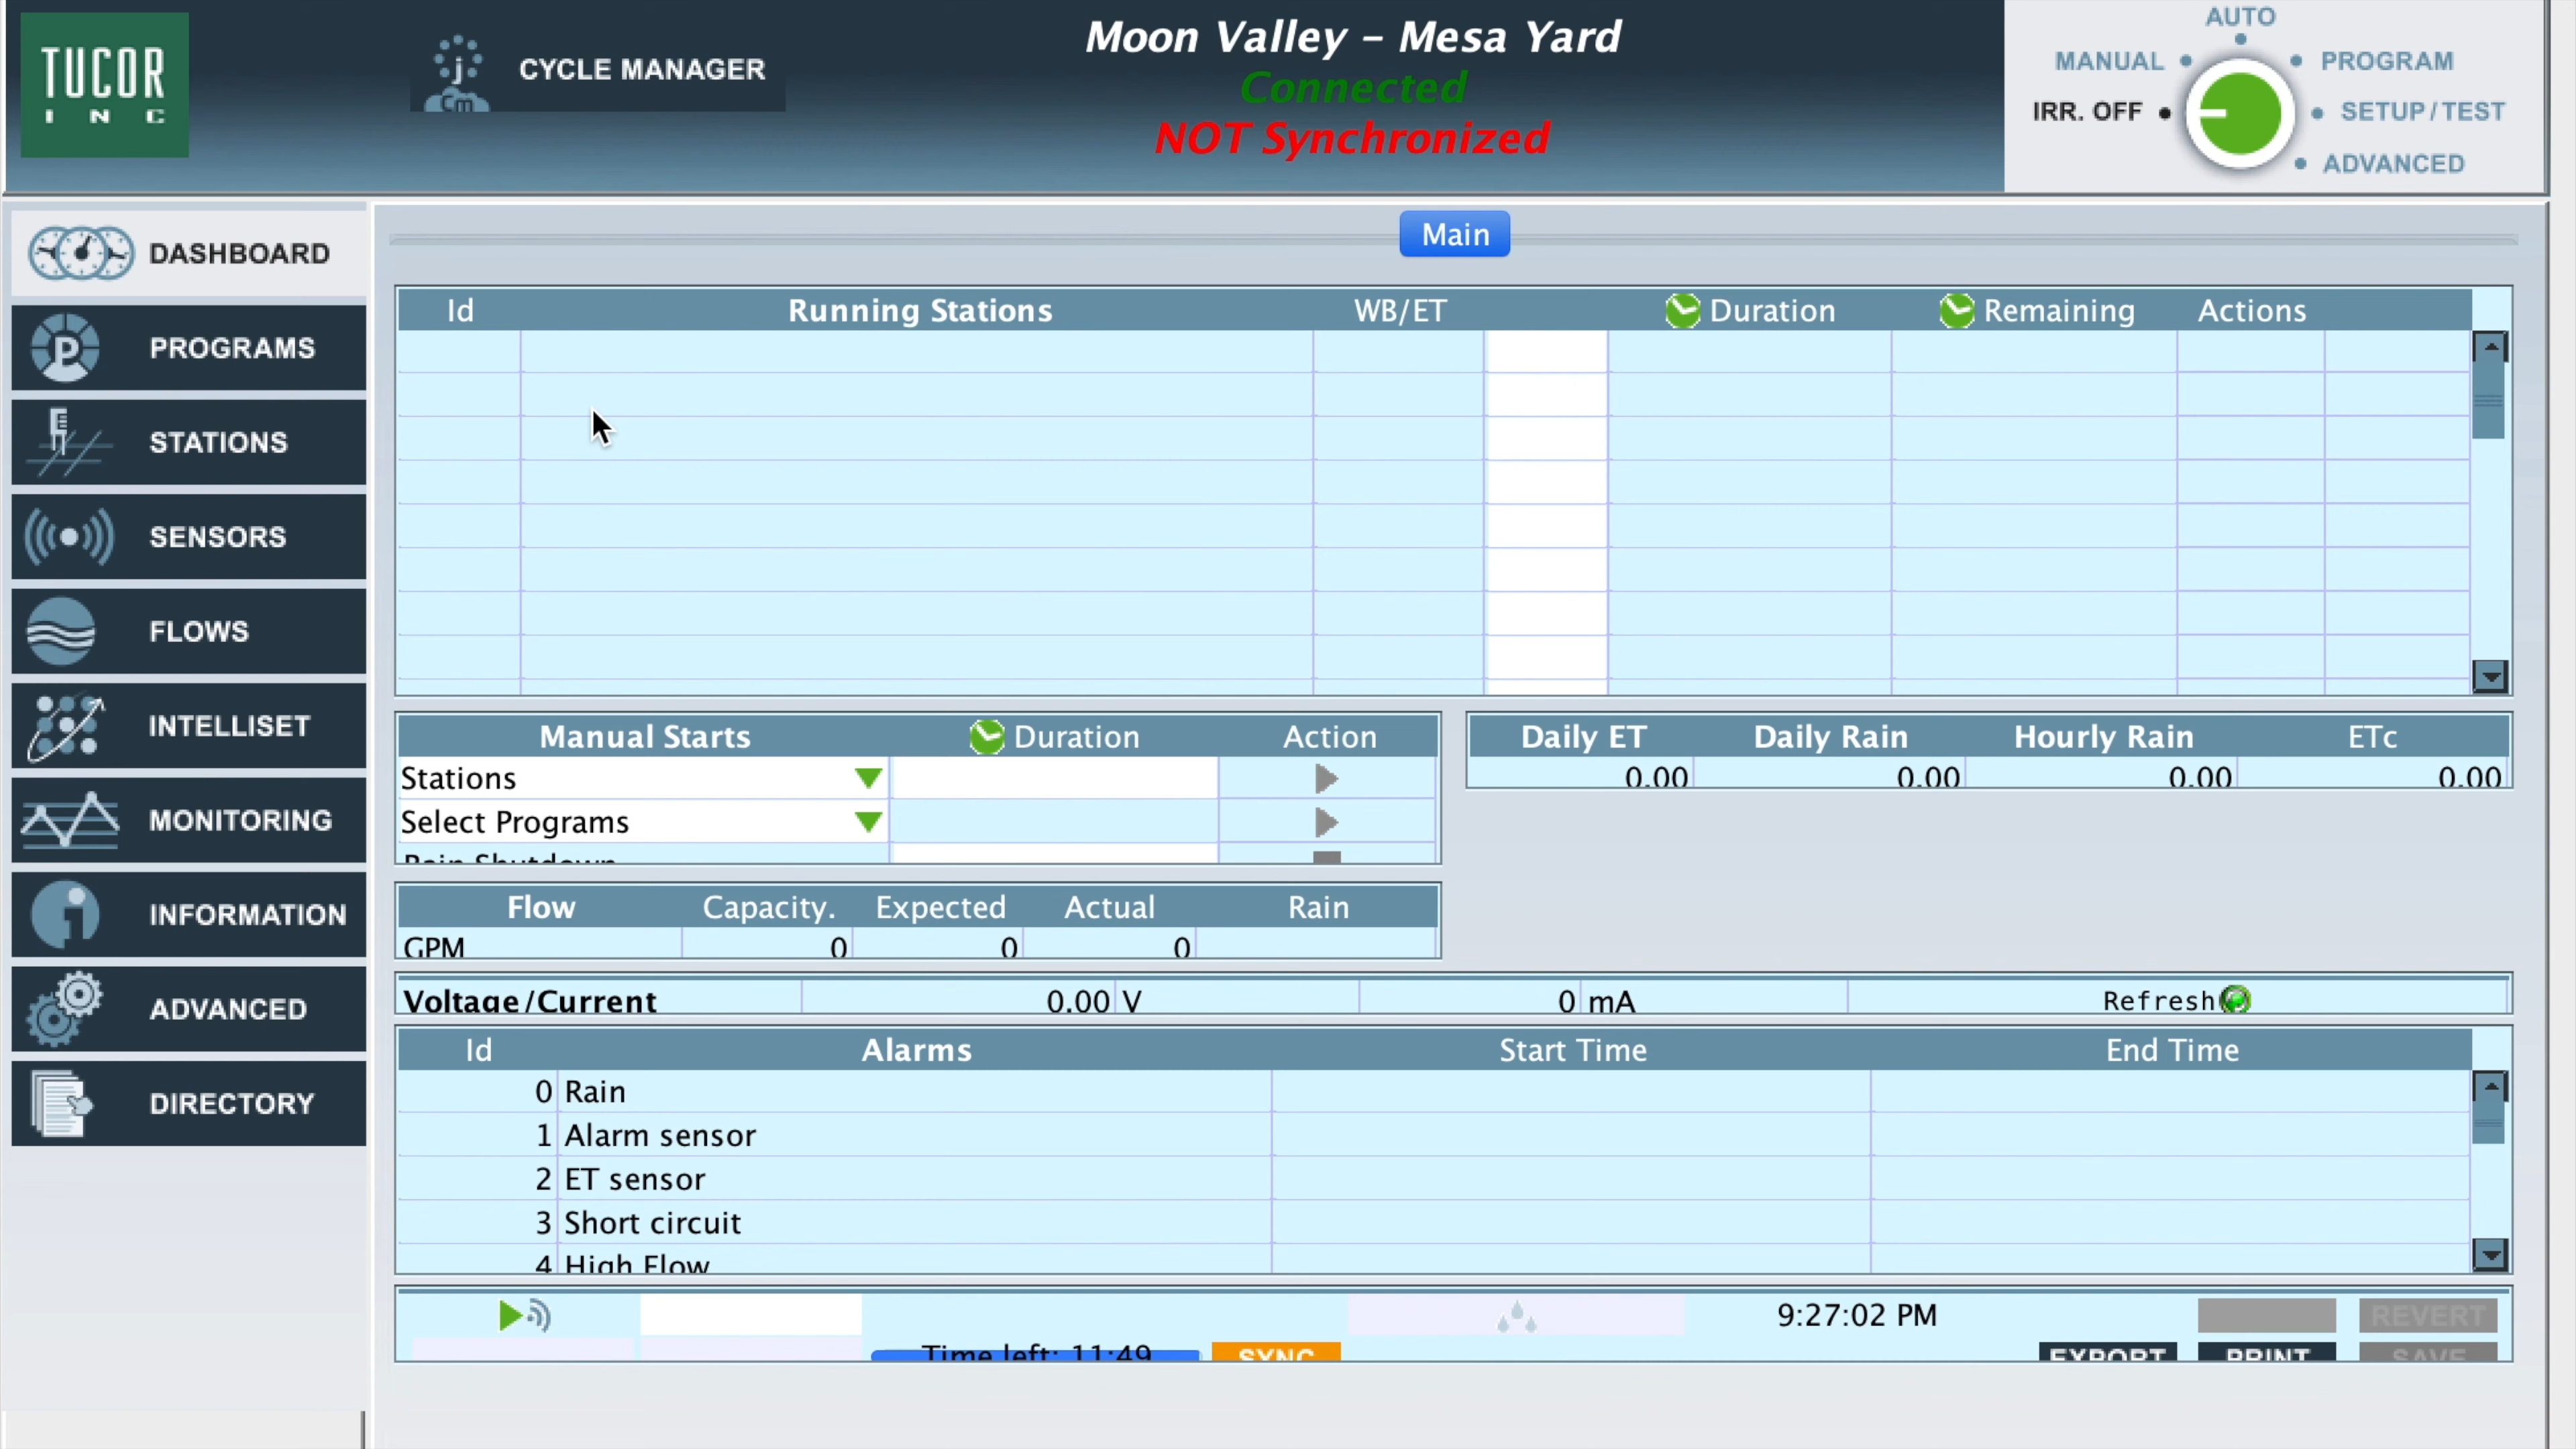 TUCOR
INC
CYCLE MANAGER
Moon Valley – Mesa Yard
Connected
NOT Synchronized
AUTO
MANUAL
PROGRAM
IRR. OFF
SETUP/TEST
ADVANCED
DASHBOARD
PROGRAMS
STATIONS
SENSORS
FLOWS
INTELLISET
MONITORING
INFORMATION
ADVANCED
DIRECTORY
Main
Id Running Stations WB/ET Duration Remaining Actions
Manual Starts Duration Action
Stations
Select Programs
Rain Shutdown
Daily ET Daily Rain Hourly Rain ETc
0.00 0.00 0.00 0.00
Flow Capacity. Expected Actual Rain
GPM 0 0 0
Voltage/Current 0.00 V 0 mA Refresh
Id Alarms Start Time End Time
0 Rain
1 Alarm sensor
2 ET sensor
3 Short circuit
4 High Flow
9:27:02 PM REVERT
Time left: 11:49 SYNC EXPORT PRINT SAVE